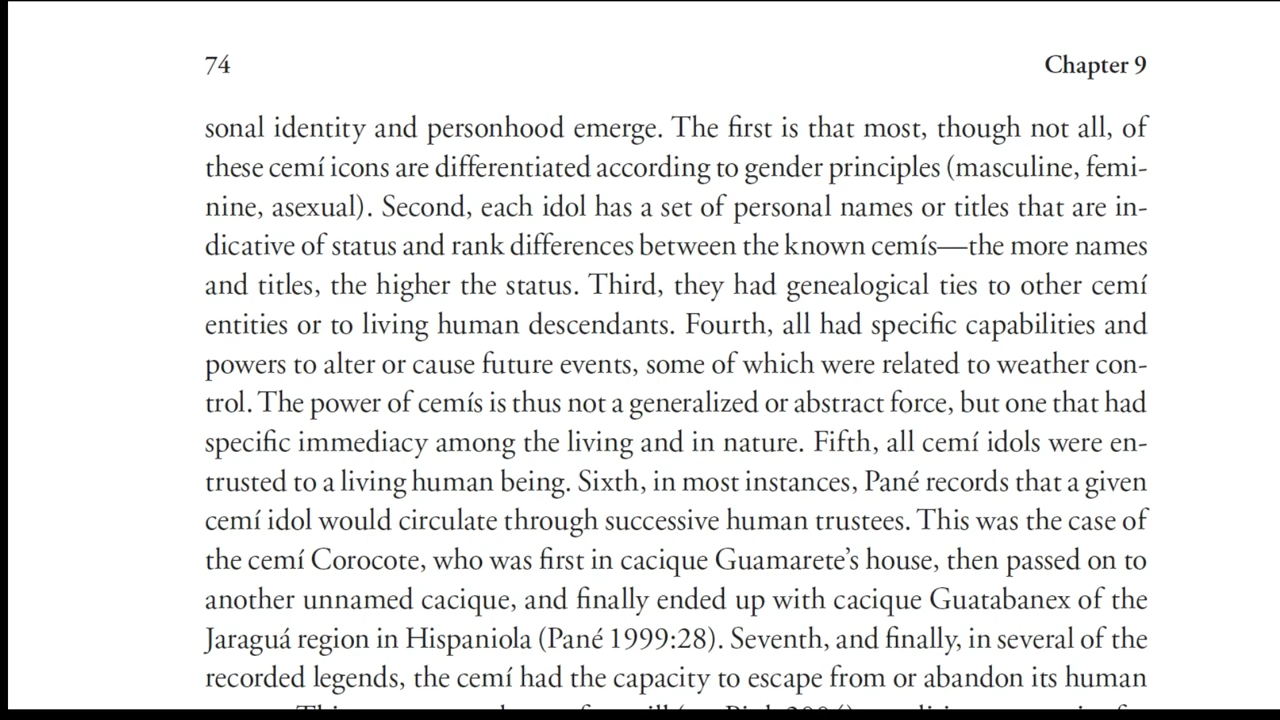 74 Chapter 9
sonal identity and personhood emerge. The first is that most, though not all, of
these cemí icons are differentiated according to gender principles (masculine, femi-
nine, asexual). Second, each idol has a set of personal names or titles that are in-
dicative of status and rank differences between the known cemís—the more names
and titles, the higher the status. Third, they had genealogical ties to other cemí
entities or to living human descendants. Fourth, all had specific capabilities and
powers to alter or cause future events, some of which were related to weather con-
trol. The power of cemís is thus not a generalized or abstract force, but one that had
specific immediacy among the living and in nature. Fifth, all cemí idols were en-
trusted to a living human being. Sixth, in most instances, Pané records that a given
cemí idol would circulate through successive human trustees. This was the case of
the cemí Corocote, who was first in cacique Guamarete’s house, then passed on to
another unnamed cacique, and finally ended up with cacique Guatabanex of the
Jaraguá region in Hispaniola (Pané 1999:28). Seventh, and finally, in several of the
recorded legends, the cemí had the capacity to escape from or abandon its human